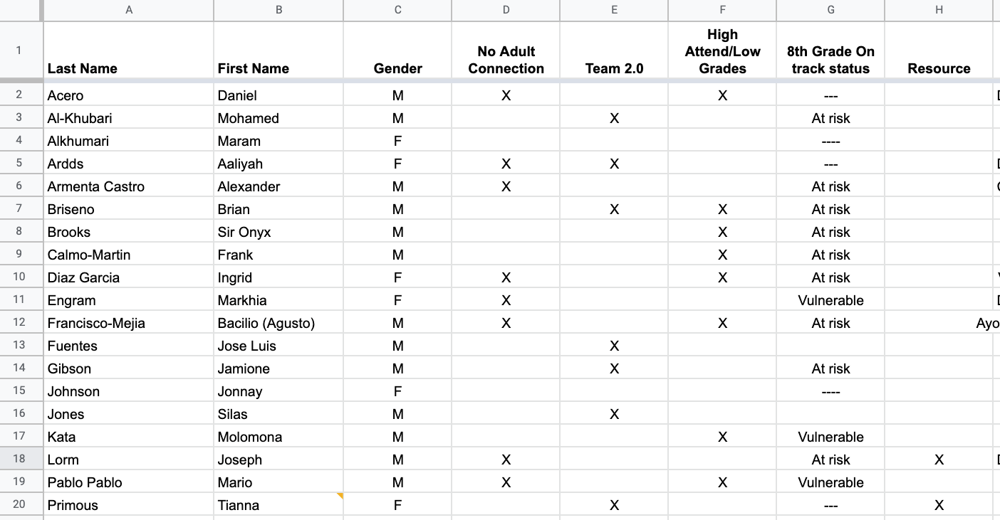 A B C D E F G H
1 Last Name First Name Gender No Adult Connection Team 2.0 High Attend/Low Grades 8th Grade On track status Resource
2 Acero Daniel M X X ---
3 Al-Khubari Mohamed M X At risk
4 Alkhumari Maram F ----
5 Ardds Aaliyah F X X ---
6 Armenta Castro Alexander M X At risk
7 Briseno Brian M X X At risk
8 Brooks Sir Onyx M X At risk
9 Calmo-Martin Frank M X At risk
10 Diaz Garcia Ingrid F X X At risk
11 Engram Markhia F X Vulnerable
12 Francisco-Mejia Bacilio (Agusto) M X X At risk Ayo
13 Fuentes Jose Luis M X
14 Gibson Jamione M X At risk
15 Johnson Jonnay F ----
16 Jones Silas M X
17 Kata Molomona M X Vulnerable
18 Lorm Joseph M X At risk X
19 Pablo Pablo Mario M X X Vulnerable
20 Primous Tianna F X --- X